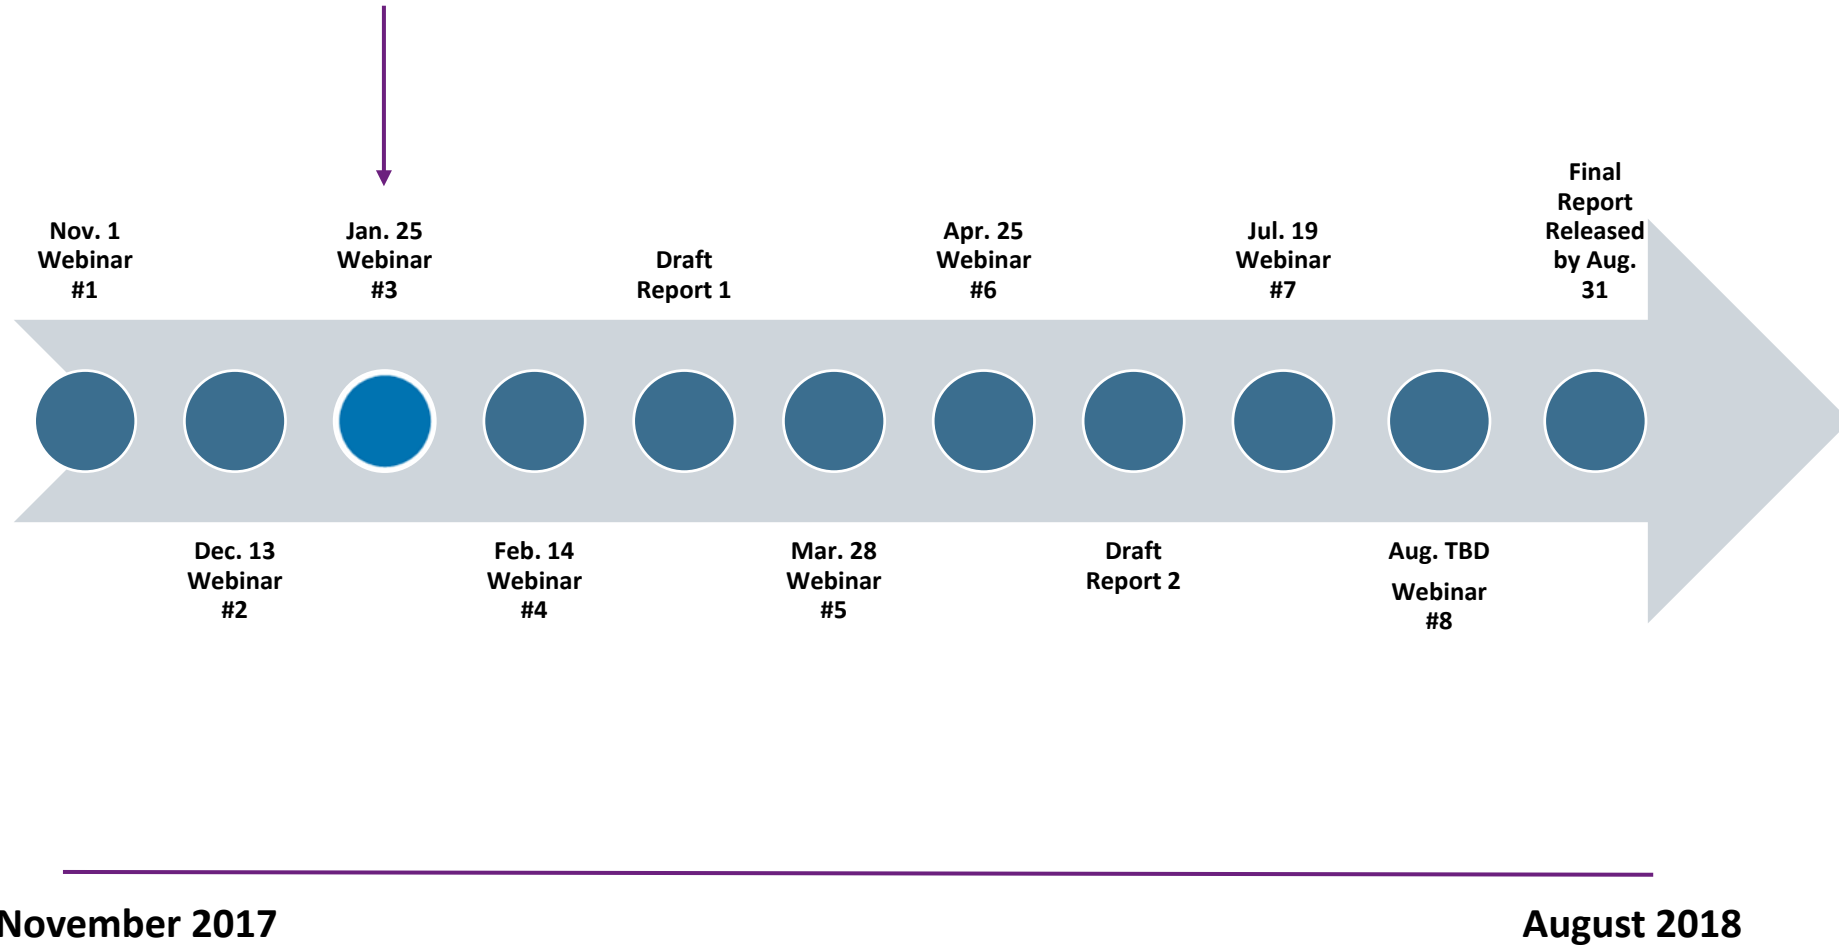 Nov. 1
Webinar
#1
Jan. 25
Webinar
#3
Draft
Report 1
Apr. 25
Webinar
#6
Jul. 19
Webinar
#7
Final
Report
Released
by Aug.
31
Dec. 13
Webinar
#2
Feb. 14
Webinar
#4
Mar. 28
Webinar
#5
Draft
Report 2
Aug. TBD
Webinar
#8
November 2017
August 2018